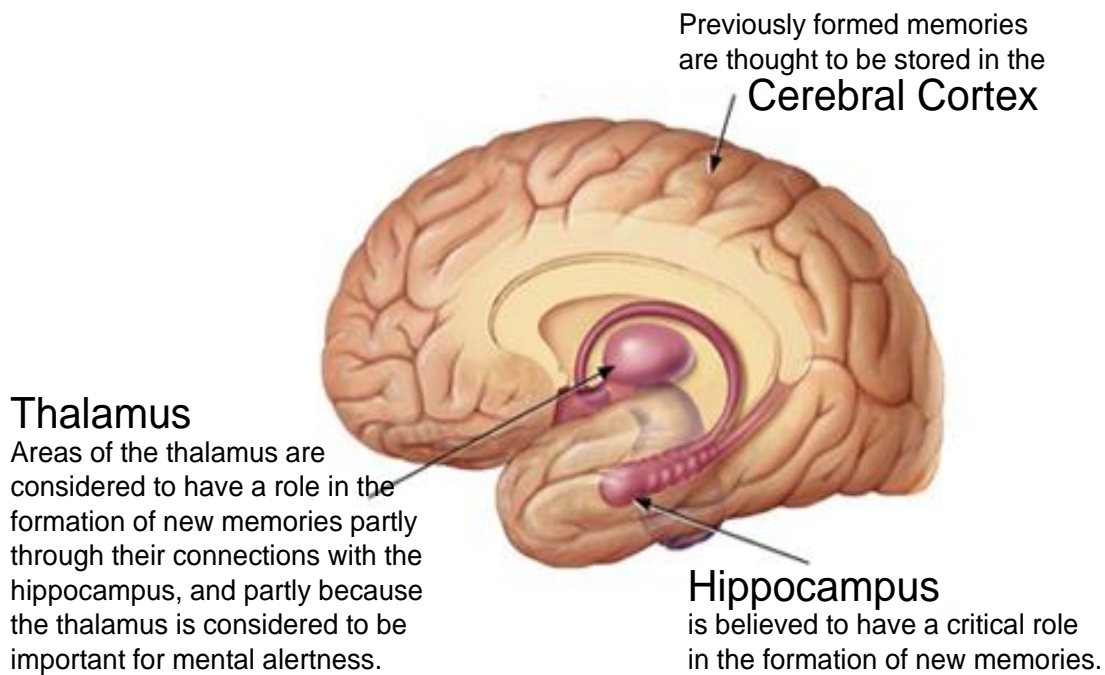 Previously formed memories
are thought to be stored in the
Cerebral Cortex
Thalamus
Areas of the thalamus are
considered to have a role in the
formation of new memories partly
through their connections with the
hippocampus, and partly because
the thalamus is considered to be
important for mental alertness.
Hippocampus
is believed to have a critical role
in the formation of new memories.